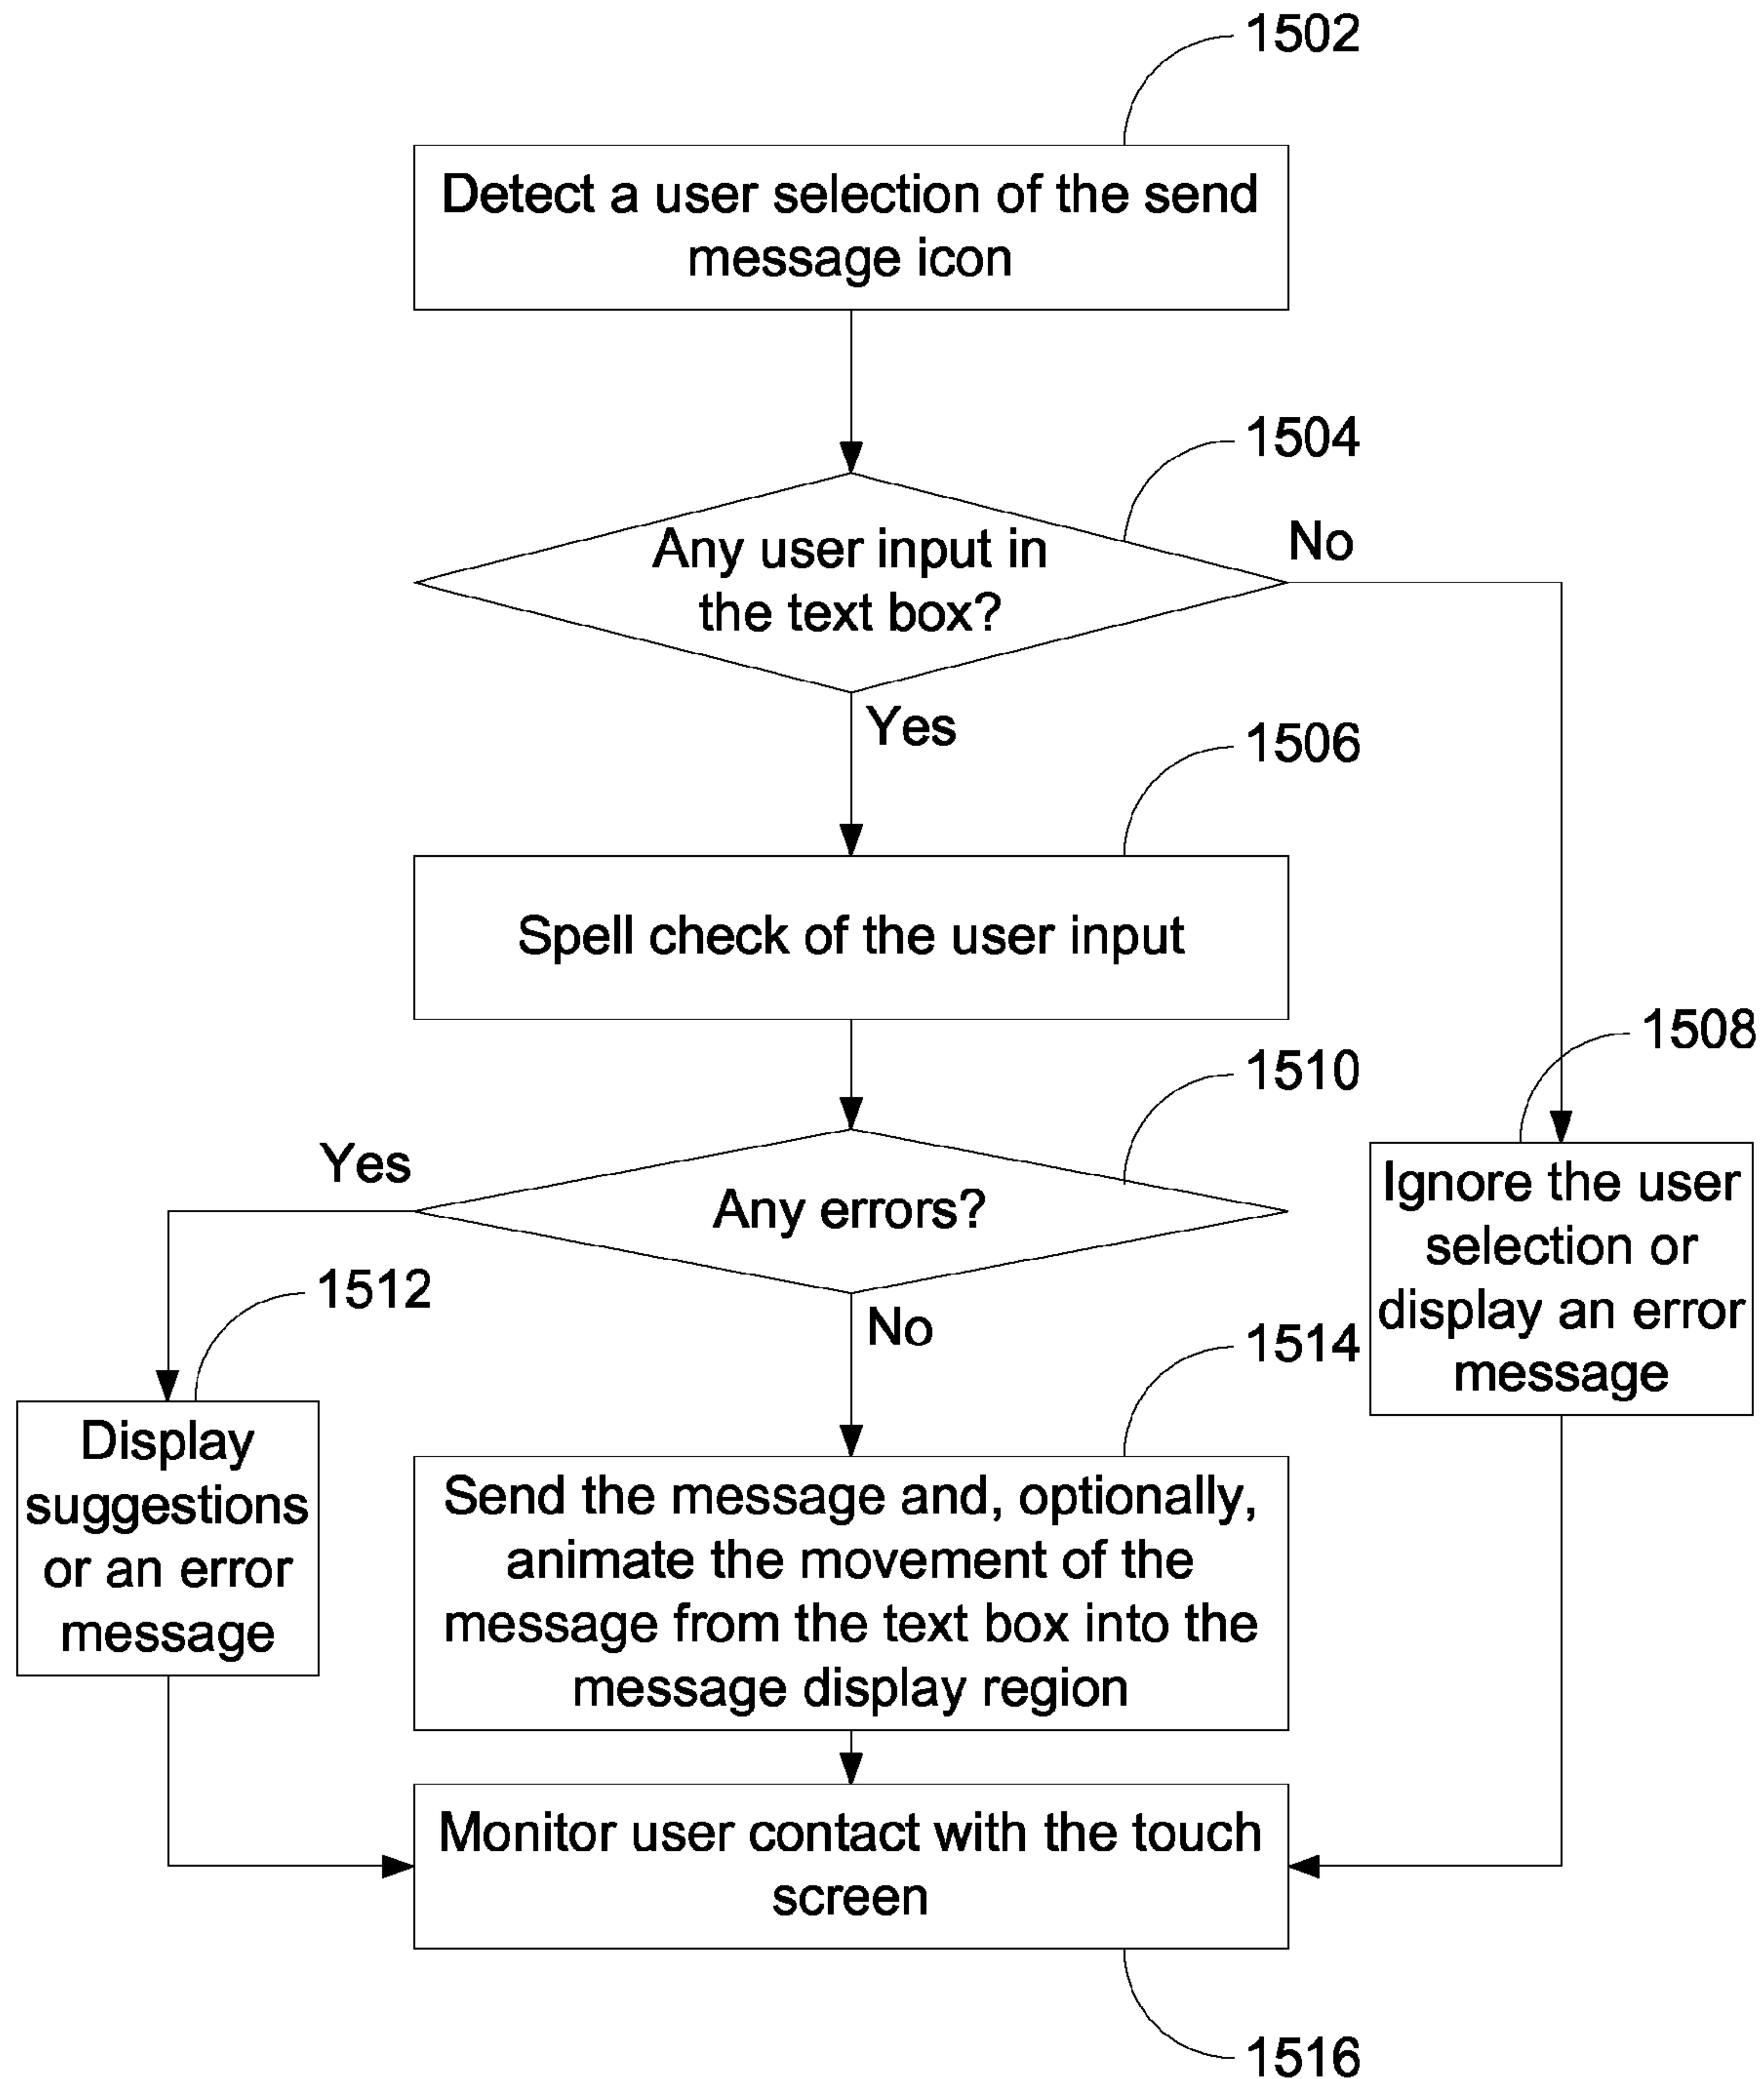 1502
Detect a user selection of the send
message icon
1504
Any user input in
the text box?
No
Yes
1506
Spell check of the user input
1508
1510
Yes
Any errors?
Ignore the user
selection or
display an error
message
1512
No
1514
Display
suggestions
or an error
message
Send the message and, optionally,
animate the movement of the
message from the text box into the
message display region
Monitor user contact with the touch
screen
1516